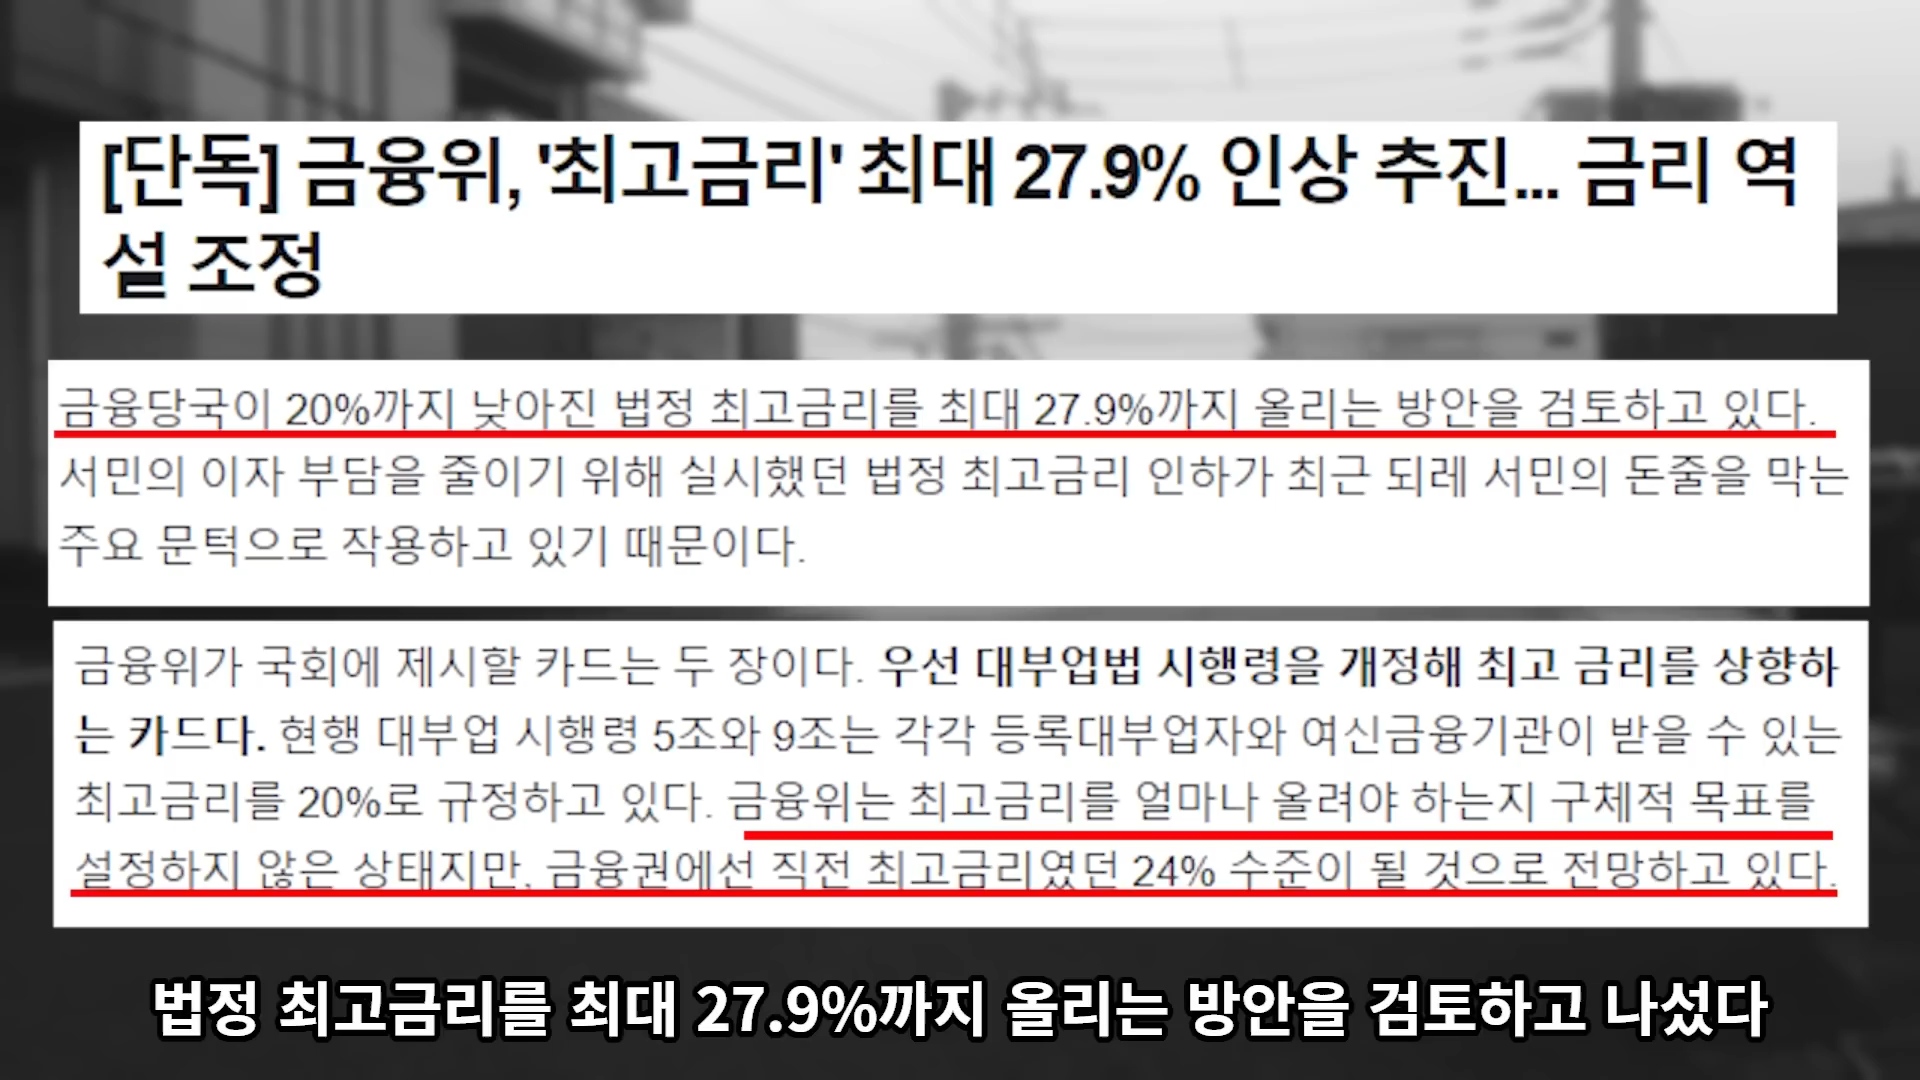 [단독] 금융위, '최고금리' 최대 27.9% 인상 추진... 금리 역
설 조정
금융당국이 20%까지 낮아진 법정 최고금리를 최대 27.9%까지 올리는 방안을 검토하고 있다.
서민의 이자 부담을 줄이기 위해 실시했던 법정 최고금리 인하가 최근 되레 서민의 돈줄을 막는
주요 문턱으로 작용하고 있기 때문이다.
금융위가 국회에 제시할 카드는 두 장이다. 우선 대부업법 시행령을 개정해 최고 금리를 상향하
는 카드다. 현행 대부업 시행령 5조와 9조는 각각 등록대부업자와 여신금융기관이 받을 수 있는
최고금리를 20%로 규정하고 있다. 금융위는 최고금리를 얼마나 올려야 하는지 구체적 목표를
설정하지 않은 상태지만, 금융권에선 직전 최고금리였던 24% 수준이 될 것으로 전망하고 있다.
법정 최고금리를 최대 27.9%까지 올리는 방안을 검토하고 나섰다